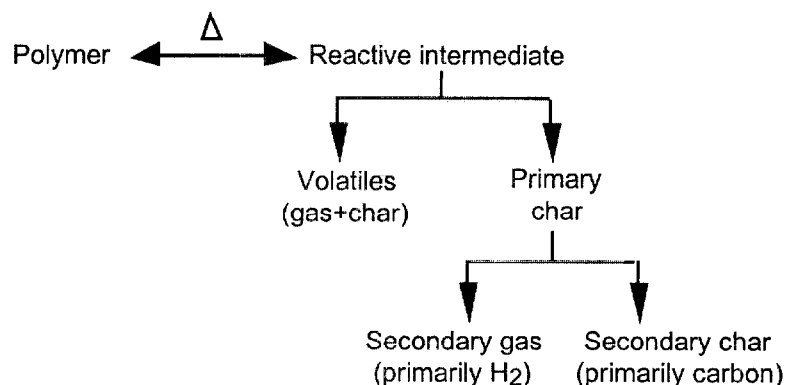 Δ
Polymer Reactive intermediate
Volatiles
(gas+char)
Primary
char
Secondary gas
(primarily H2)
Secondary char
(primarily carbon)